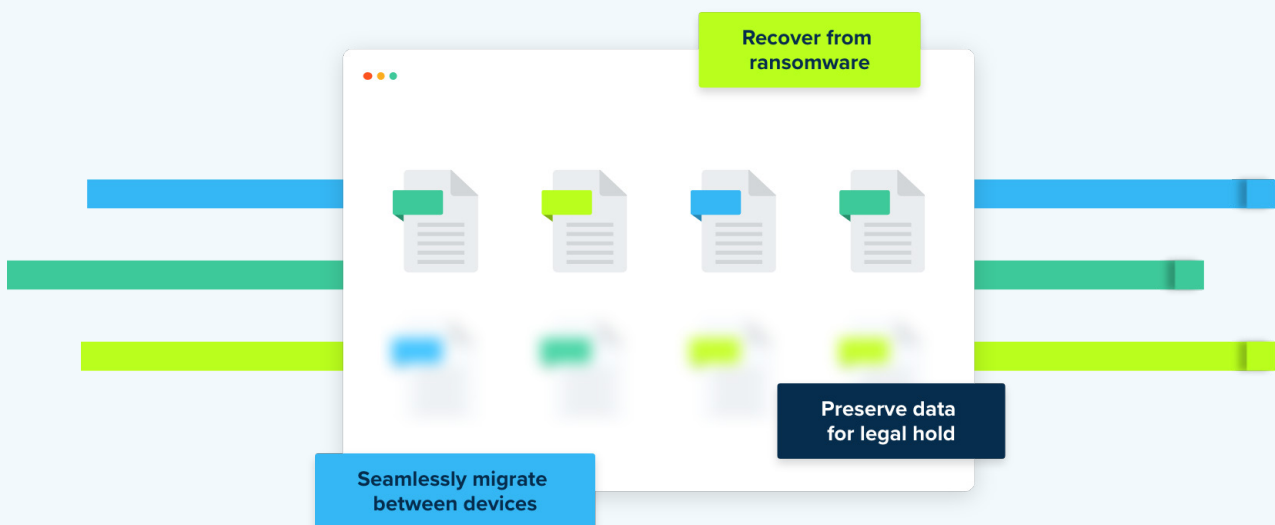 Recover from
ransomware
Preserve data
for legal hold
Seamlessly migrate
between devices